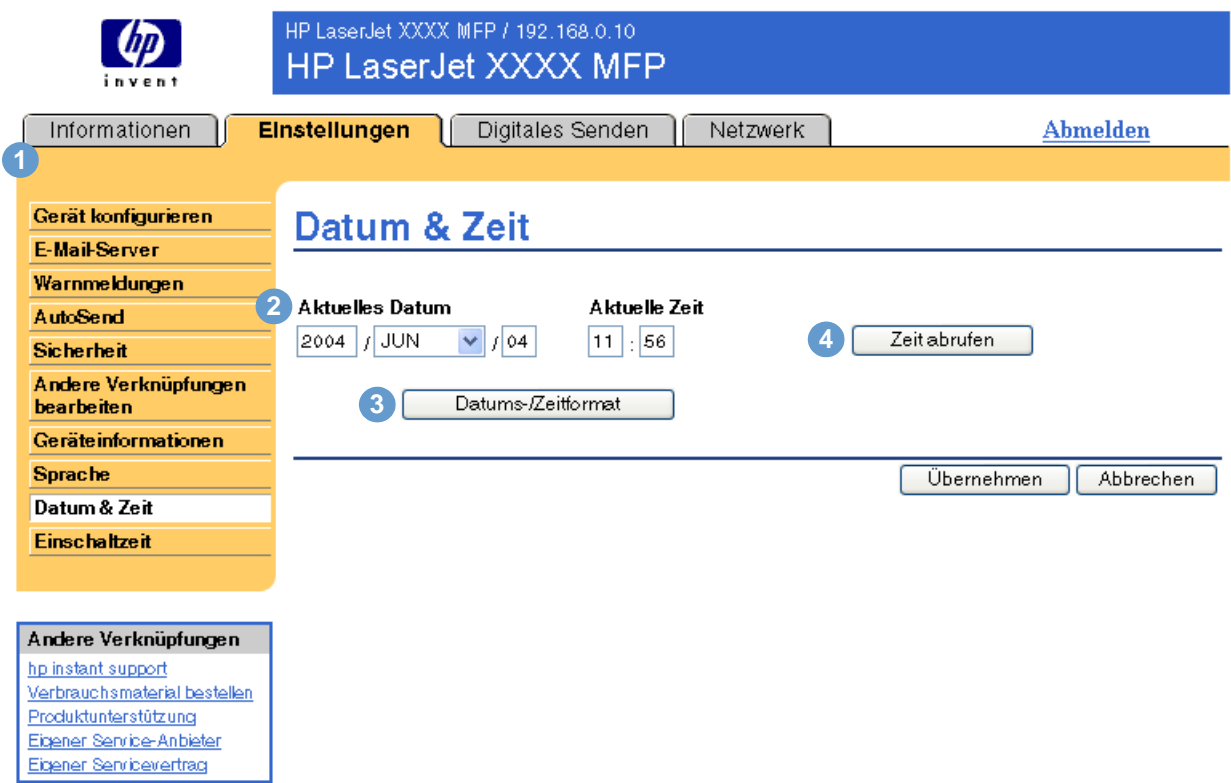 hp
invent
HP LaserJet XXXX MFP / 192.168.0.10
HP LaserJet XXXX MFP
Informationen
Einstellungen
Digitales Senden
Netzwerk
Abmelden
1
Gerät konfigurieren
E-Mail-Server
Warnmeldungen
AutoSend
Sicherheit
Andere Verknüpfungen
bearbeiten
Geräteinformationen
Sprache
Datum & Zeit
Einschaltzeit
Datum & Zeit
2 Aktuelles Datum
Aktuelle Zeit
2004 / JUN / 04
11 : 56
4 Zeit abrufen
3 Datums-/Zeitformat
Übernehmen
Abbrechen
Andere Verknüpfungen
hp instant support
Verbrauchsmaterial bestellen
Produktunterstützung
Eigener Service-Anbieter
Eigener Servicevertrag